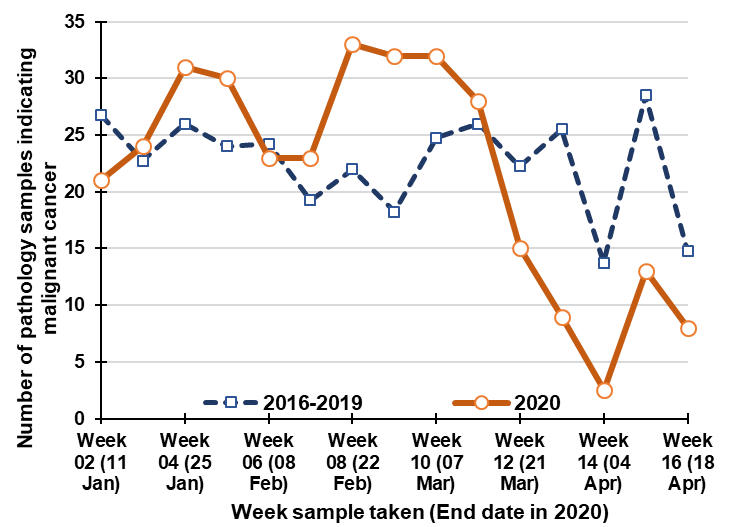 35
30
25
20
15
10
5
0
Number of pathology samples indicating
malignant cancer
2016-2019
2020
Week
02 (11
Jan)
Week
04 (25
Jan)
Week
06 (08
Feb)
Week
08 (22
Feb)
Week
10 (07
Mar)
Week
12 (21
Mar)
Week
14 (04
Apr)
Week
16 (18
Apr)
Week sample taken (End date in 2020)